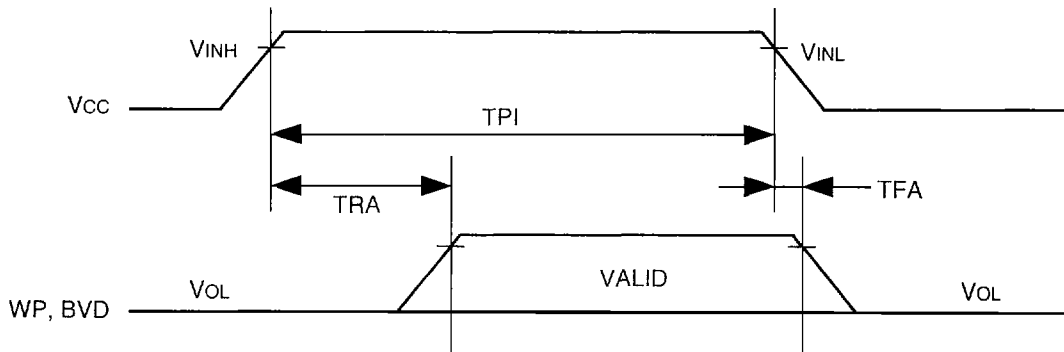 VINH
VINL
VCC
TPI
TRA
TFA
VALID
VOL
VOL
WP, BVD